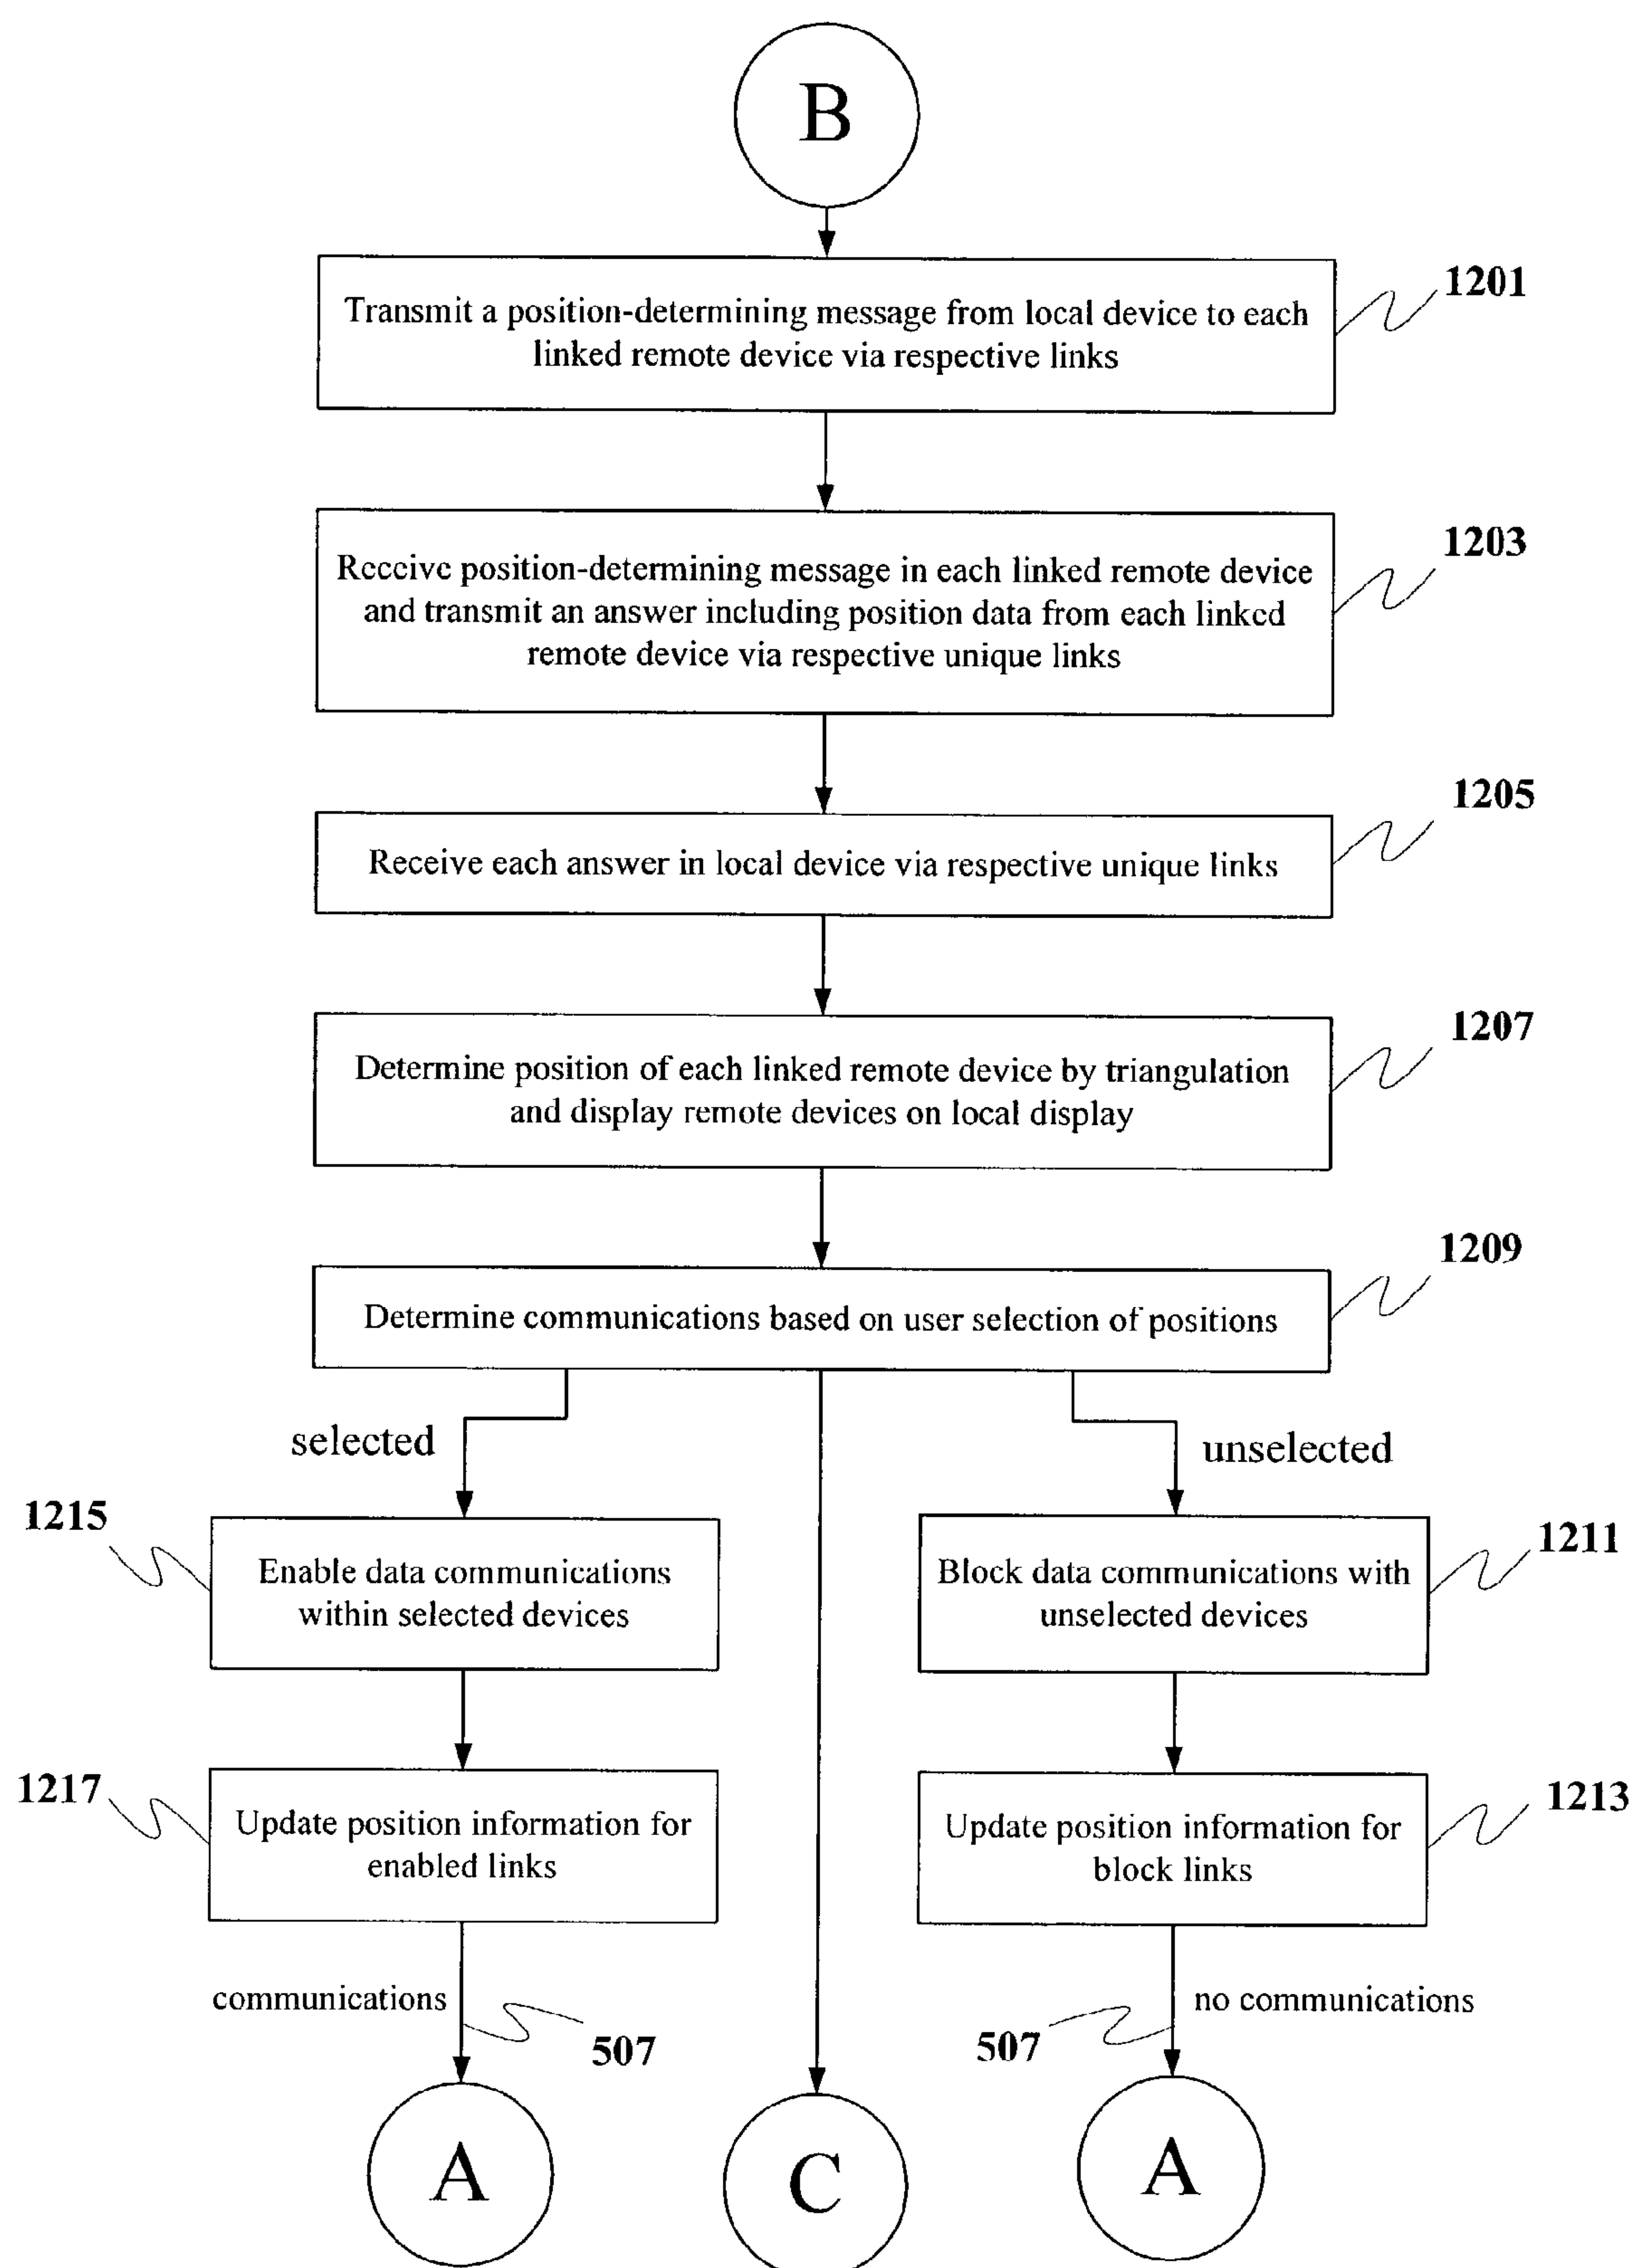 B
Transmit a position-determining message from local device to each
linked remote device via respective links
1201
Receive position-determining message in each linked remote device
and transmit an answer including position data from each linked
remote device via respective unique links
1203
Receive each answer in local device via respective unique links
1205
Determine position of each linked remote device by triangulation
and display remote devices on local display
1207
Determine communications based on user selection of positions
1209
selected
unselected
1215
Enable data communications
within selected devices
Block data communications with
unselected devices
1211
1217
Update position information for
enabled links
Update position information for
block links
1213
communications
507
507
no communications
A
C
A